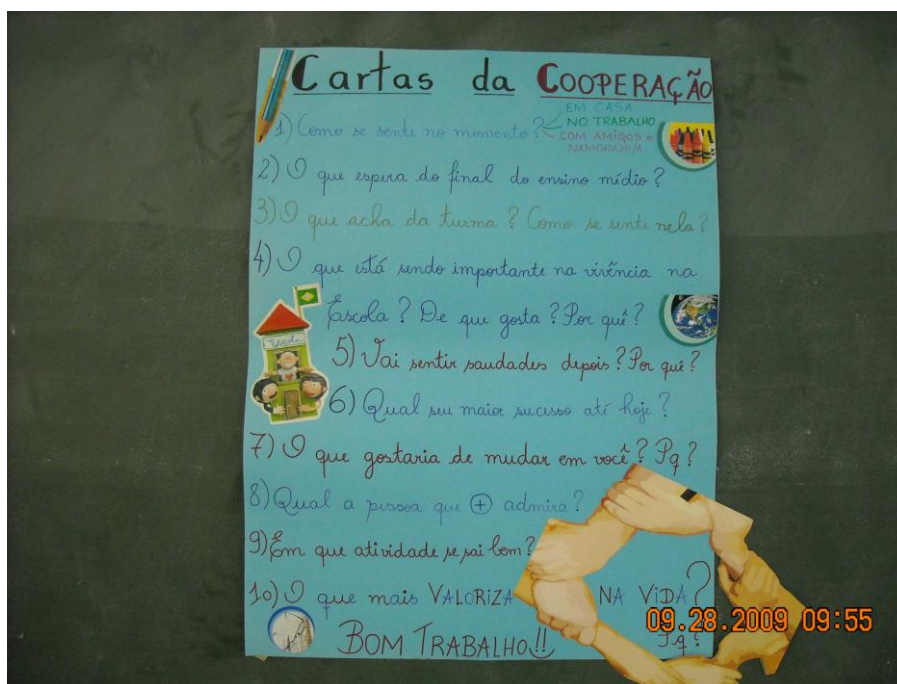 Cartas da COOPERAÇÃO
1) Como se sente no momento?
EM CASA
NO TRABALHO
COM AMIGOS e
NAMORADO/A
2) O que espera do final do ensino médio?
3) O que acha da turma? Como se sente nela?
4) O que está sendo importante na vivência na
Escola? De que gosta? Por quê?
Escola
5) Vai sentir saudades depois? Por quê?
6) Qual seu maior sucesso até hoje?
7) O que gostaria de mudar em você? Pq?
8) Qual a pessoa que + admira?
9) Em que atividade se sai bem?
10) O que mais VALORIZA NA VIDA?
Pq?
BOM TRABALHO!!
09.28.2009 09:55